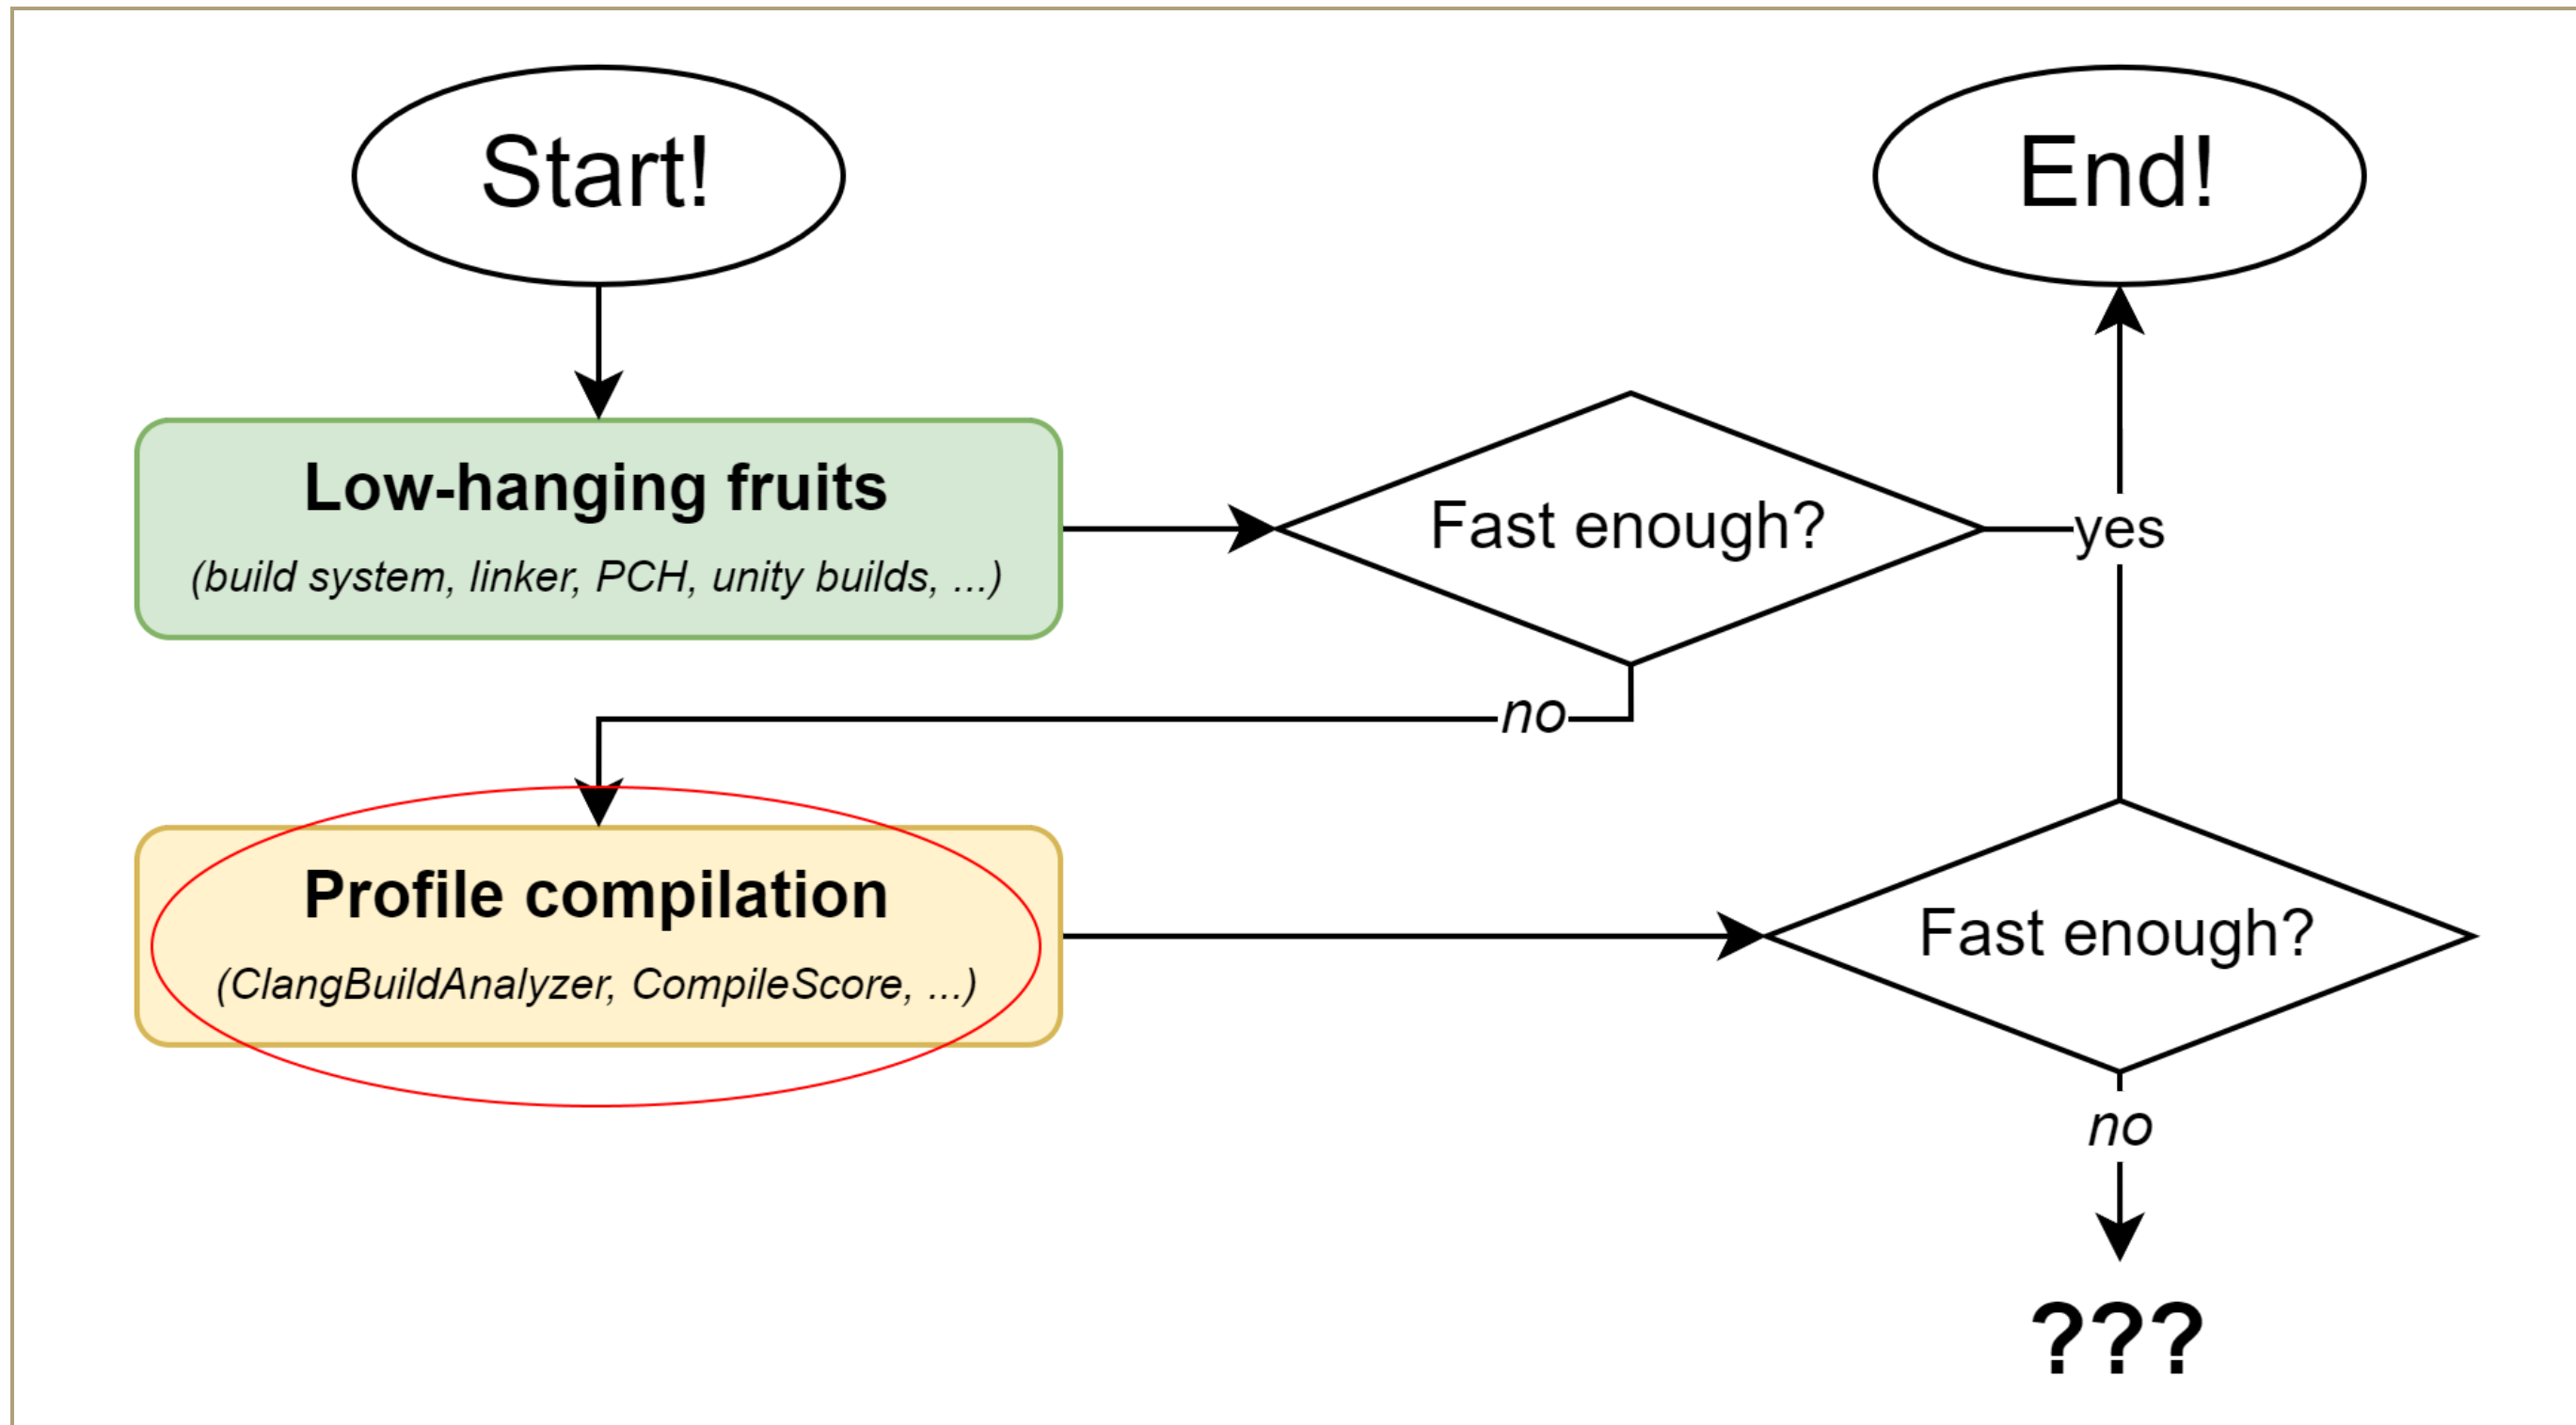 Start!
End!
Low-hanging fruits
(build system, linker, PCH, unity builds, ...)
Fast enough?
yes
no
Profile compilation
(ClangBuildAnalyzer, CompileScore, ...)
Fast enough?
no
???